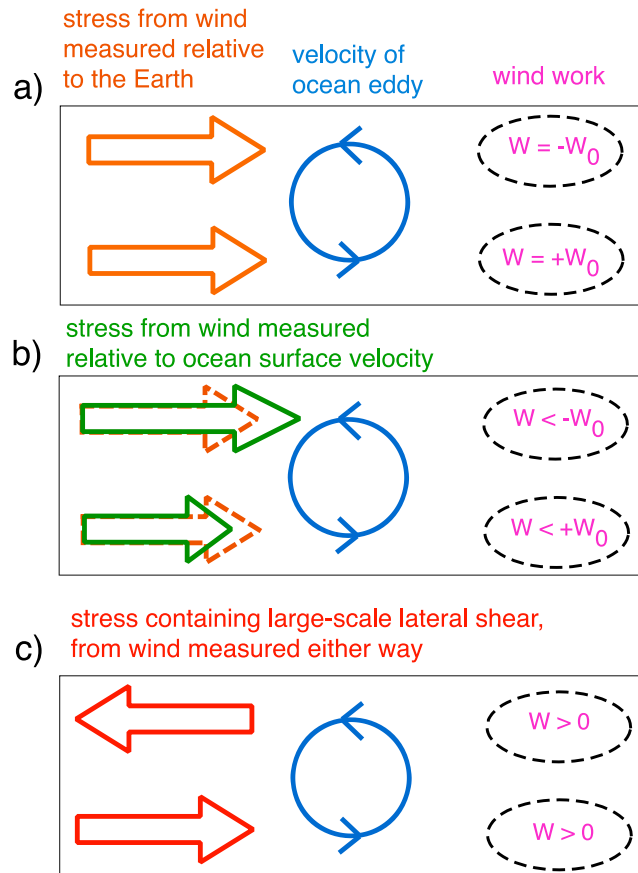 stress from wind
measured relative
to the Earth
velocity of
ocean eddy
wind work
a)
W = -W0
W = +W0
stress from wind measured
relative to ocean surface velocity
b)
W < -W0
W < +W0
stress containing large-scale lateral shear,
from wind measured either way
c)
W > 0
W > 0